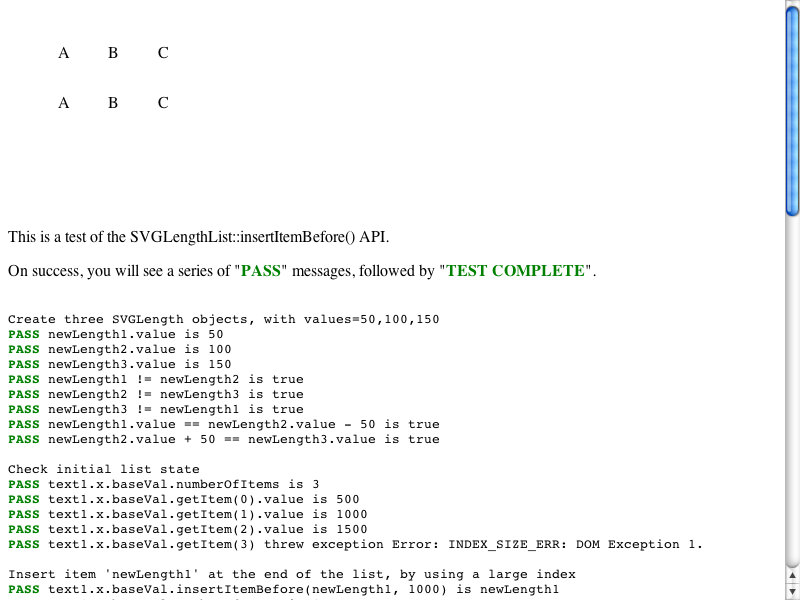 A B C
A B C
This is a test of the SVGLengthList::insertItemBefore() API.
On success, you will see a series of "PASS" messages, followed by "TEST COMPLETE".
Create three SVGLength objects, with values=50,100,150
PASS newLength1.value is 50
PASS newLength2.value is 100
PASS newLength3.value is 150
PASS newLength1 != newLength2 is true
PASS newLength2 != newLength3 is true
PASS newLength3 != newLength1 is true
PASS newLength1.value == newLength2.value - 50 is true
PASS newLength2.value + 50 == newLength3.value is true
Check initial list state
PASS text1.x.baseVal.numberOfItems is 3
PASS text1.x.baseVal.getItem(0).value is 500
PASS text1.x.baseVal.getItem(1).value is 1000
PASS text1.x.baseVal.getItem(2).value is 1500
PASS text1.x.baseVal.getItem(3) threw exception Error: INDEX_SIZE_ERR: DOM Exception 1.
Insert item 'newLength1' at the end of the list, by using a large index
PASS text1.x.baseVal.insertItemBefore(newLength1, 1000) is newLength1